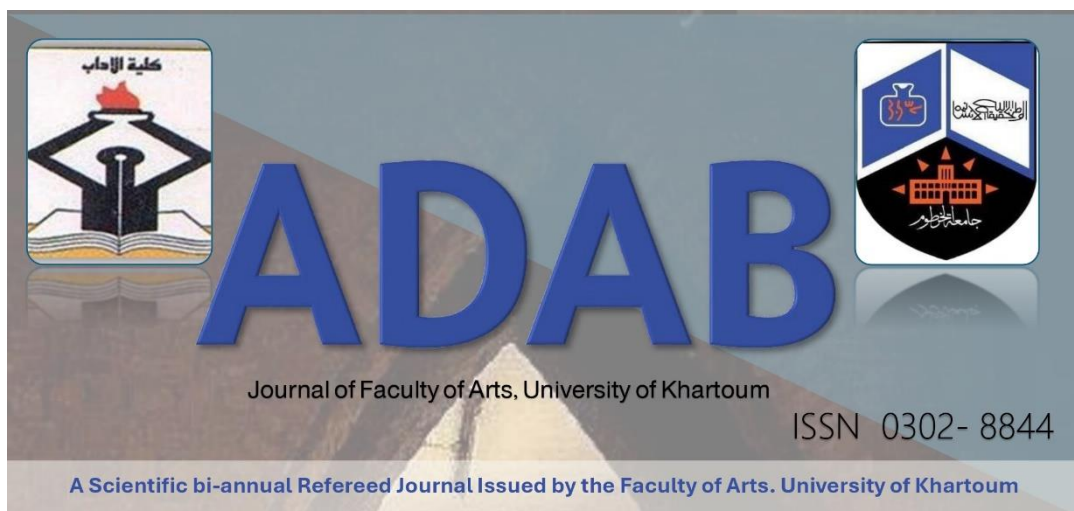 كلية الاداب
جامعة الخرطوم
ADAB
Journal of Faculty of Arts, University of Khartoum
ISSN 0302- 8844
A Scientific bi-annual Refereed Journal Issued by the Faculty of Arts. University of Khartoum